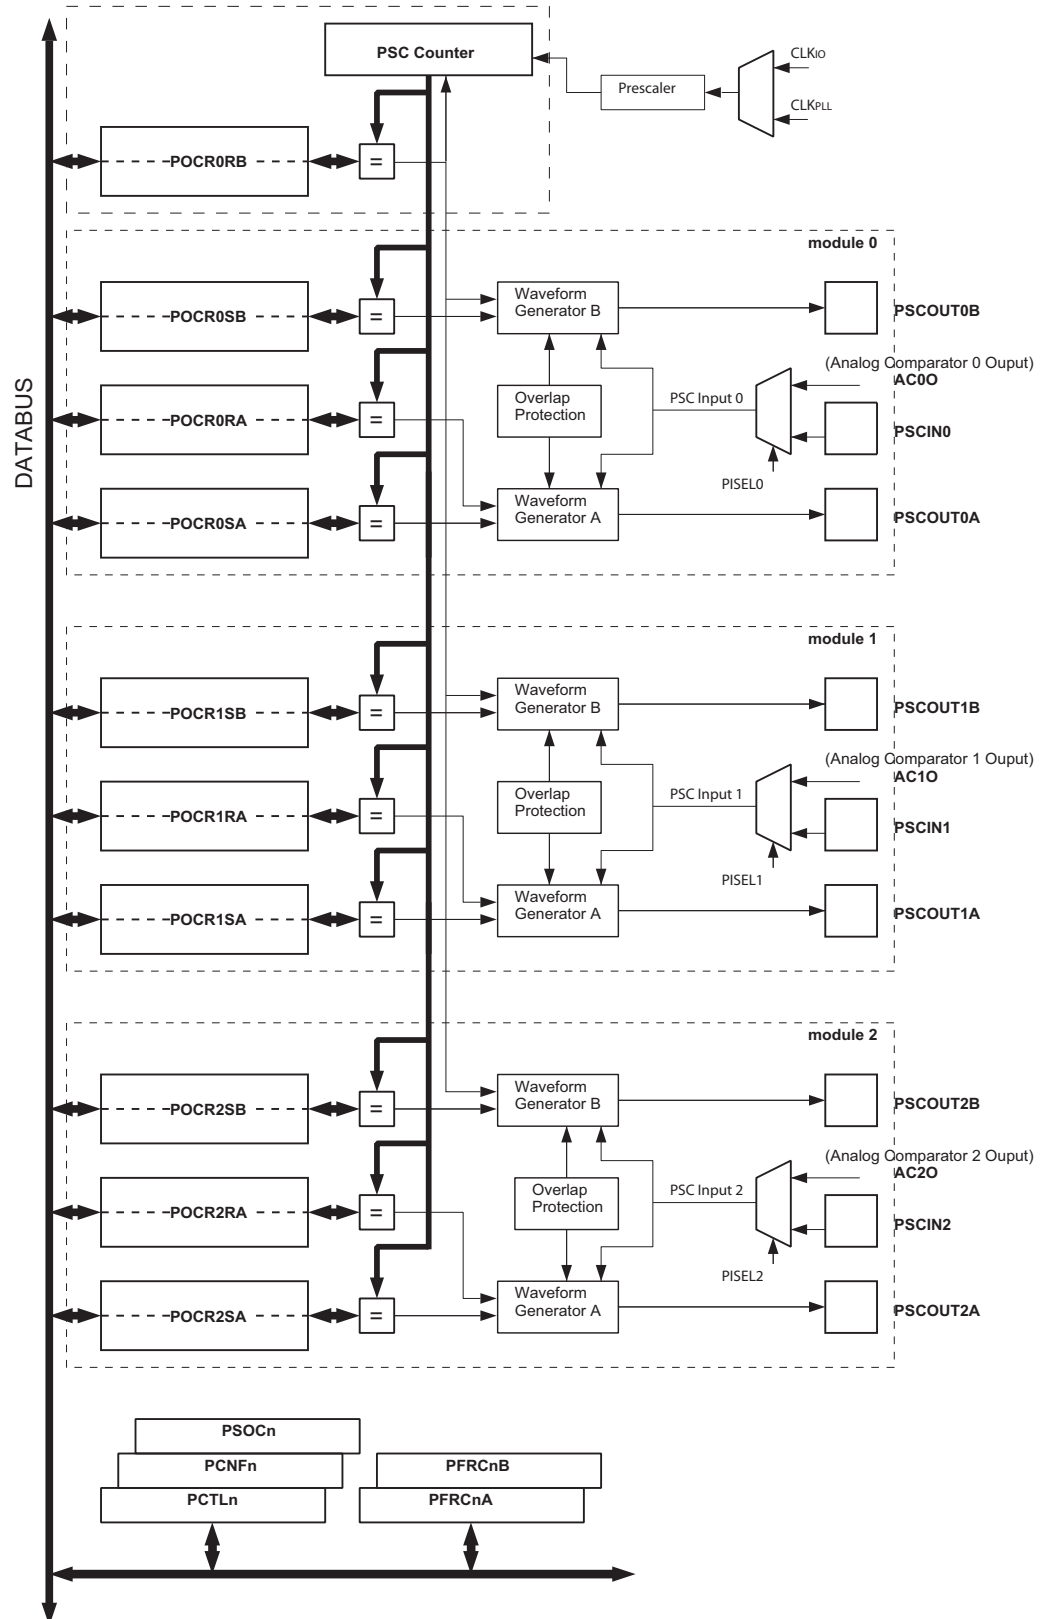 PSC Counter
CLKIO
Prescaler
CLKPLL
POCR0RB
=
module 0
POCR0SB
=
Waveform
Generator B
PSCOUT0B
(Analog Comparator 0 Ouput)
AC0O
POCR0RA
=
Overlap
Protection
PSC Input 0
PSCIN0
PISEL0
POCR0SA
=
Waveform
Generator A
PSCOUT0A
DATABUS
module 1
POCR1SB
=
Waveform
Generator B
PSCOUT1B
(Analog Comparator 1 Ouput)
AC1O
POCR1RA
=
Overlap
Protection
PSC Input 1
PSCIN1
PISEL1
POCR1SA
=
Waveform
Generator A
PSCOUT1A
module 2
POCR2SB
=
Waveform
Generator B
PSCOUT2B
(Analog Comparator 2 Ouput)
AC2O
POCR2RA
=
Overlap
Protection
PSC Input 2
PSCIN2
PISEL2
POCR2SA
=
Waveform
Generator A
PSCOUT2A
PSOCn
PCNFn
PCTLn
PFRCnB
PFRCnA